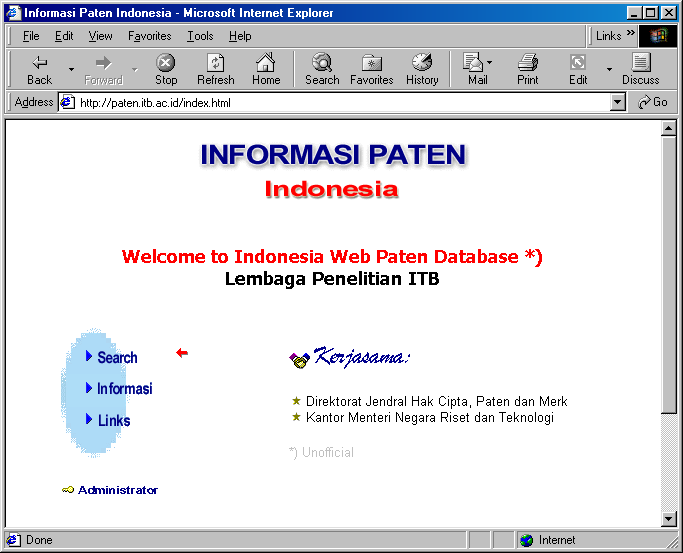 Informasi Paten Indonesia - Microsoft Internet Explorer
File Edit View Favorites Tools Help Links »
Back Forward Stop Refresh Home Search Favorites History Mail Print Edit Discuss
Address http://paten.itb.ac.id/index.html Go
INFORMASI PATEN
Indonesia
Welcome to Indonesia Web Paten Database *)
Lembaga Penelitian ITB
Search
Informasi
Links
Kerjasama:
Direktorat Jendral Hak Cipta, Paten dan Merk
Kantor Menteri Negara Riset dan Teknologi
*) Unofficial
Administrator
Done Internet